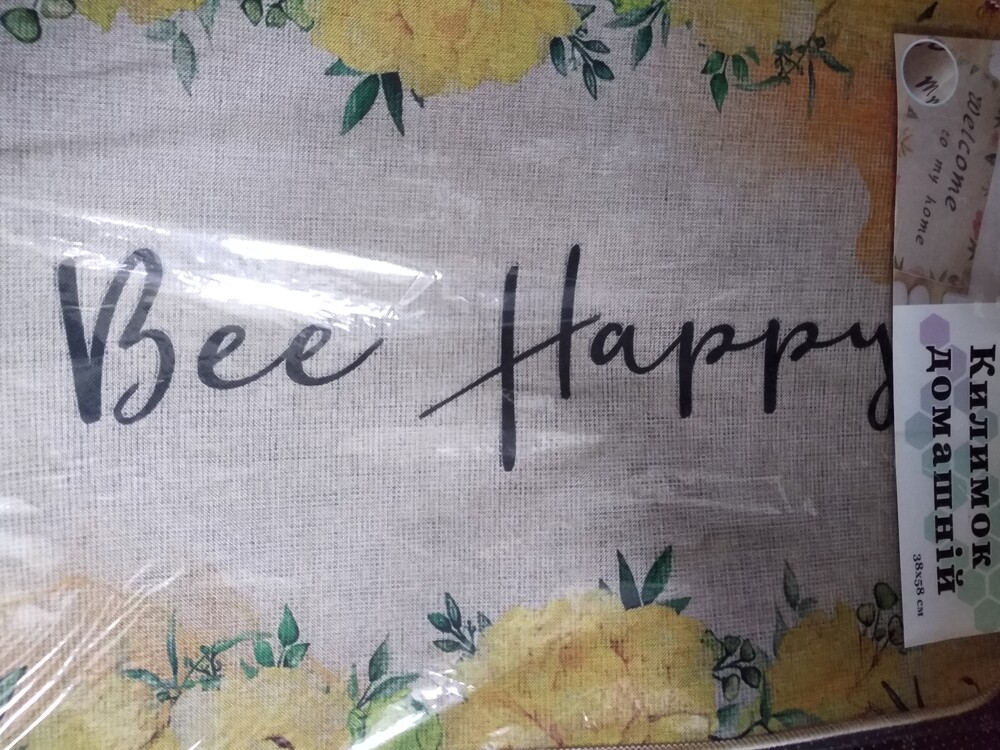 Bee Happy
Welcome
to my home
Килимок
домашній
38x58 см